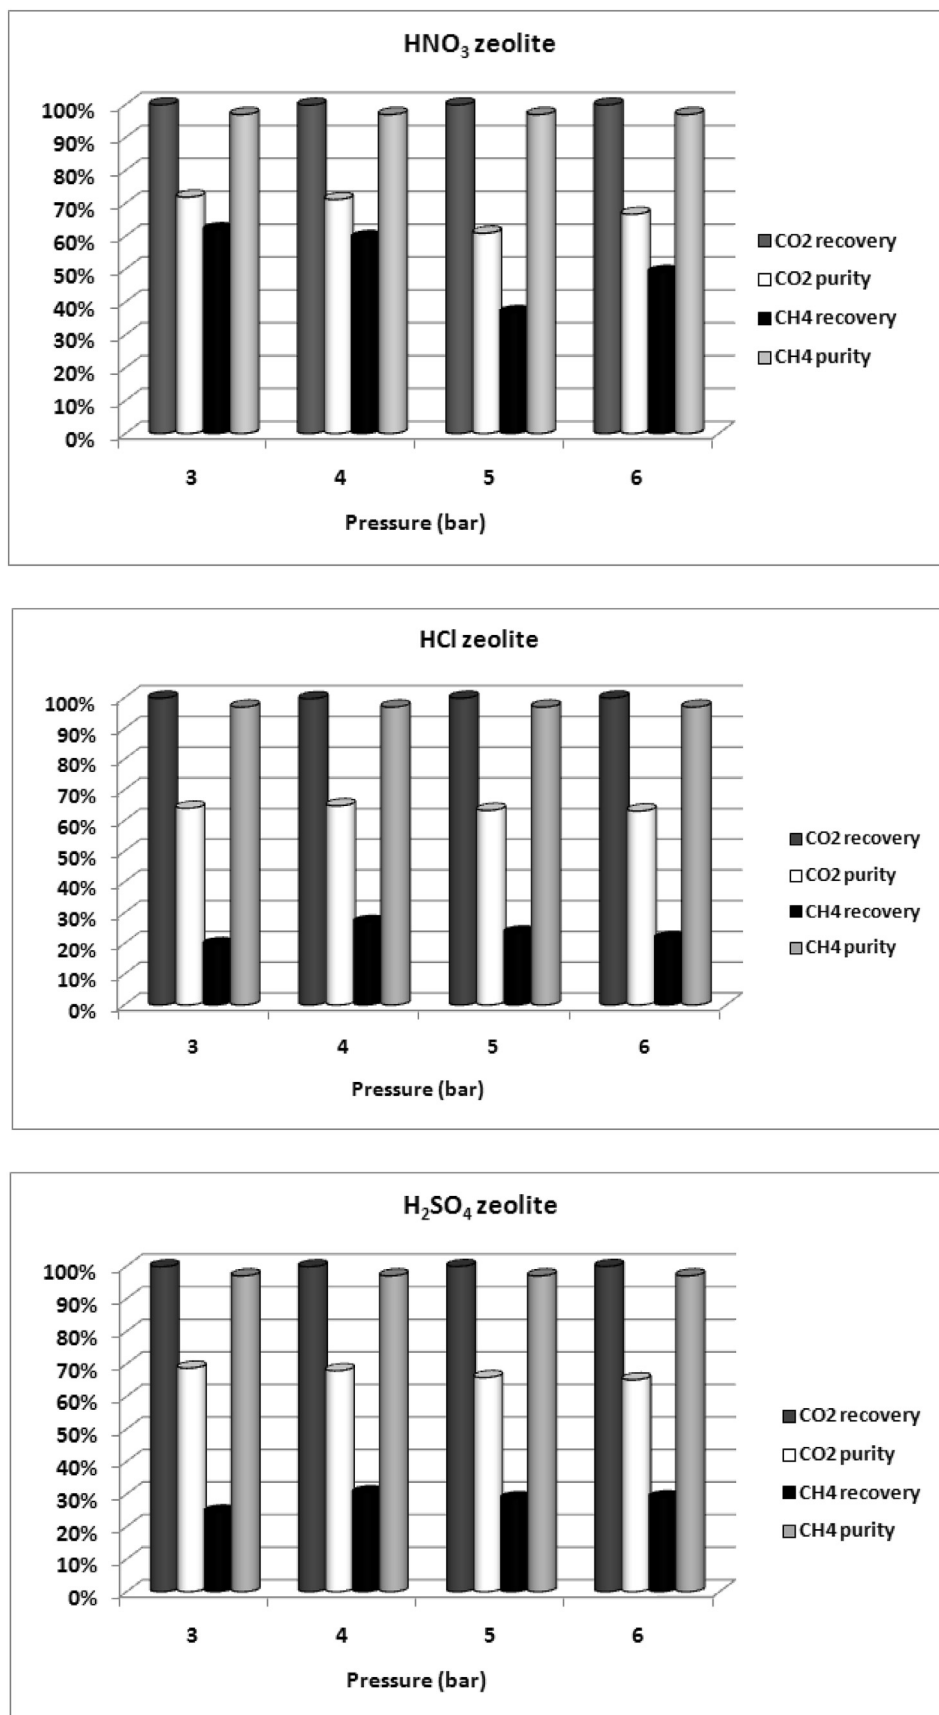 HNO₃ zeolite
100%
90%
80%
70%
60%
50%
40%
30%
20%
10%
0%
3 4 5 6
Pressure (bar)
CO2 recovery
CO2 purity
CH4 recovery
CH4 purity
HCl zeolite
100%
90%
80%
70%
60%
50%
40%
30%
20%
10%
0%
3 4 5 6
Pressure (bar)
CO2 recovery
CO2 purity
CH4 recovery
CH4 purity
H₂SO₄ zeolite
100%
90%
80%
70%
60%
50%
40%
30%
20%
10%
0%
3 4 5 6
Pressure (bar)
CO2 recovery
CO2 purity
CH4 recovery
CH4 purity